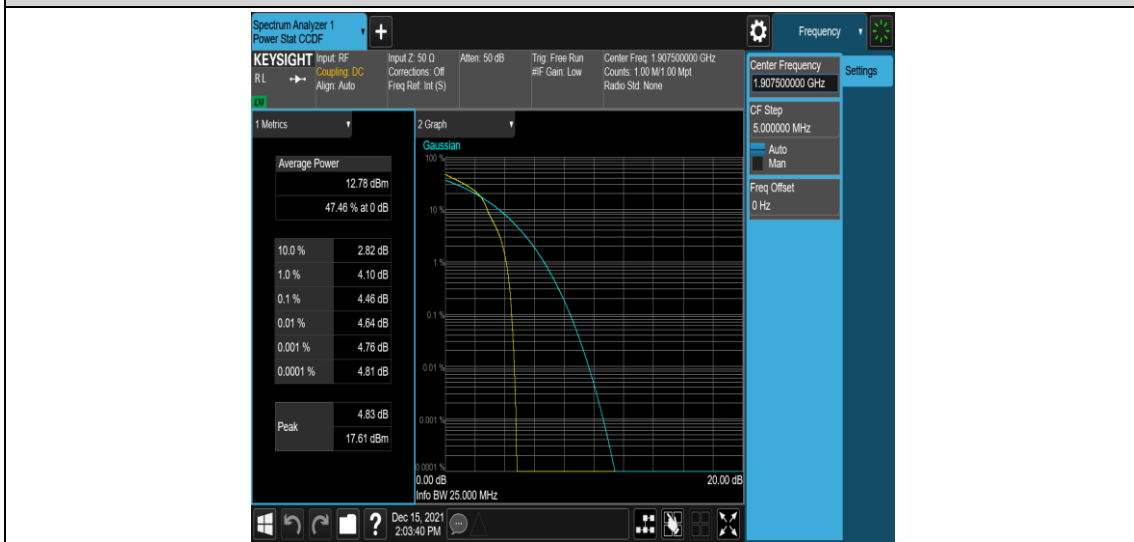 Spectrum Analyzer 1
Power Stat CCDF
Frequency
KEYSIGHT
RL
Input: RF
Coupling: DC
Align: Auto
Input Z: 50 Ω
Corrections: Off
Freq Ref: Int (S)
Atten: 50 dB
Trig: Free Run
#IF Gain: Low
Center Freq: 1.907500000 GHz
Counts: 1.00 M/1.00 Mpt
Radio Std: None
Center Frequency
1.907500000 GHz
Settings
CF Step
5.000000 MHz
Auto
Man
Freq Offset
0 Hz
1 Metrics
Average Power
12.78 dBm
47.46 % at 0 dB
10.0 % 2.82 dB
1.0 % 4.10 dB
0.1 % 4.46 dB
0.01 % 4.64 dB
0.001 % 4.76 dB
0.0001 % 4.81 dB
Peak
4.83 dB
17.61 dBm
2 Graph
Gaussian
100 %
10 %
1 %
0.1 %
0.01 %
0.001 %
0.0001 %
0.00 dB 20.00 dB
Info BW 25.000 MHz
?
Dec 15, 2021
2:03:40 PM